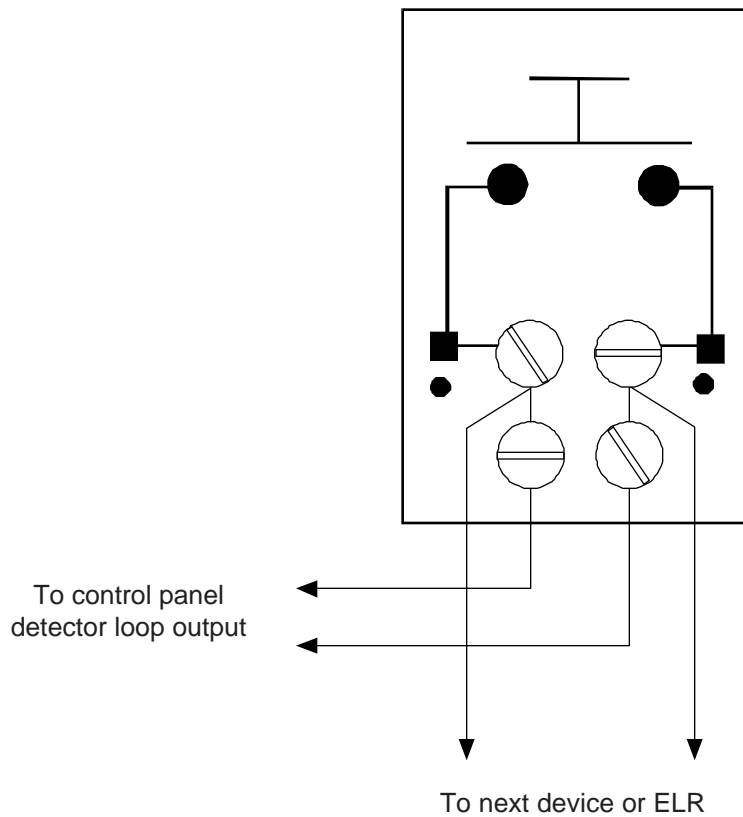 To control panel
detector loop output
To next device or ELR